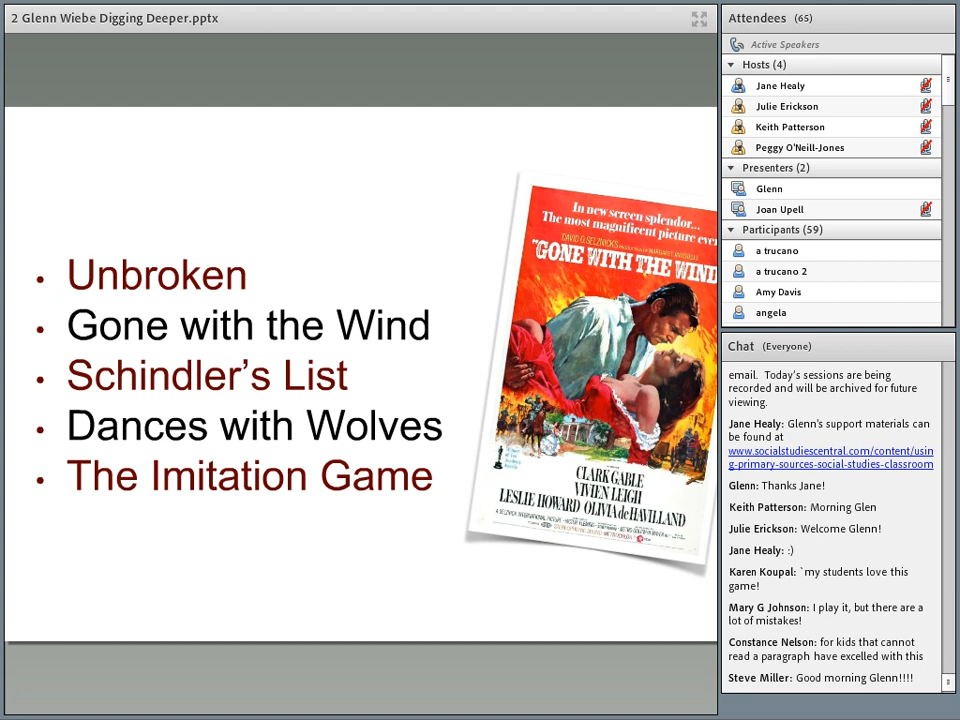 2 Glenn Wiebe Digging Deeper.pptx
Unbroken
Gone with the Wind
Schindler's List
Dances with Wolves
The Imitation Game
In new screen splendor...
The most magnificent picture ever
DAVID O. SELZNICK'S
"GONE WITH THE WIND
CLARK GABLE
VIVIEN LEIGH
LESLIE HOWARD OLIVIA de HAVILLAND
Attendees (65)
Active Speakers
Hosts (4)
Jane Healy
Julie Erickson
Keith Patterson
Peggy O'Neill-Jones
Presenters (2)
Glenn
Joan Upell
Participants (59)
a trucano
a trucano 2
Amy Davis
angela
Chat (Everyone)
email. Today's sessions are being
recorded and will be archived for future
viewing.
Jane Healy: Glenn's support materials can
be found at
www.socialstudiescentral.com/content/usin
g-primary-sources-social-studies-classroom
Glenn: Thanks Jane!
Keith Patterson: Morning Glen
Julie Erickson: Welcome Glenn!
Jane Healy: :)
Karen Koupal: `my students love this
game!
Mary G Johnson: I play it, but there are a
lot of mistakes!
Constance Nelson: for kids that cannot
read a paragraph have excelled with this
Steve Miller: Good morning Glenn!!!!